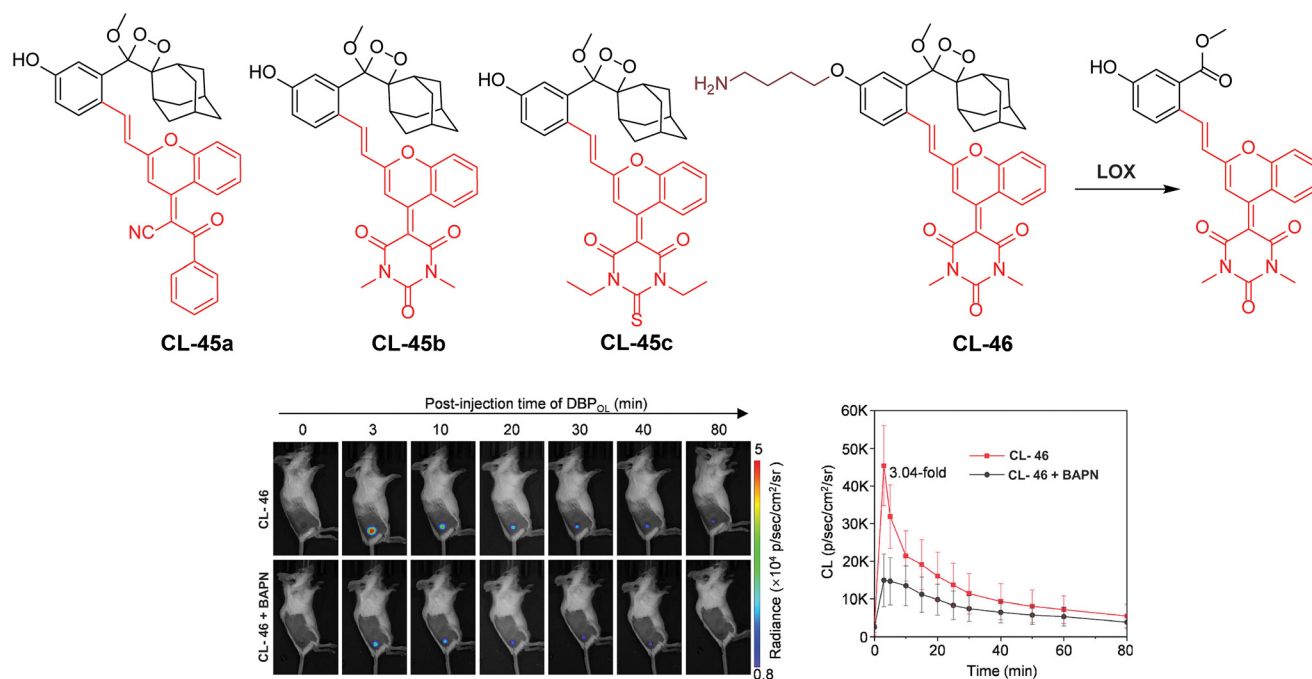 HO
O
O-O
O
NC
O
CL-45a
HO
O
O-O
O
O
O
N
N
O
CL-45b
HO
O
O-O
O
O
O
N
N
S
CL-45c
H2N
O
O
O-O
O
O
O
N
N
O
CL-46
LOX
HO
O
O
O
O
O
N
N
O
Post-injection time of DBPOL (min)
0 3 10 20 30 40 80
CL- 46
CL- 46 + BAPN
5
Radiance (×10⁴ p/sec/cm²/sr)
0.8
60K
50K
40K
30K
20K
10K
0
CL (p/sec/cm²/sr)
CL- 46
3.04-fold
CL- 46 + BAPN
0 20 40 60 80
Time (min)